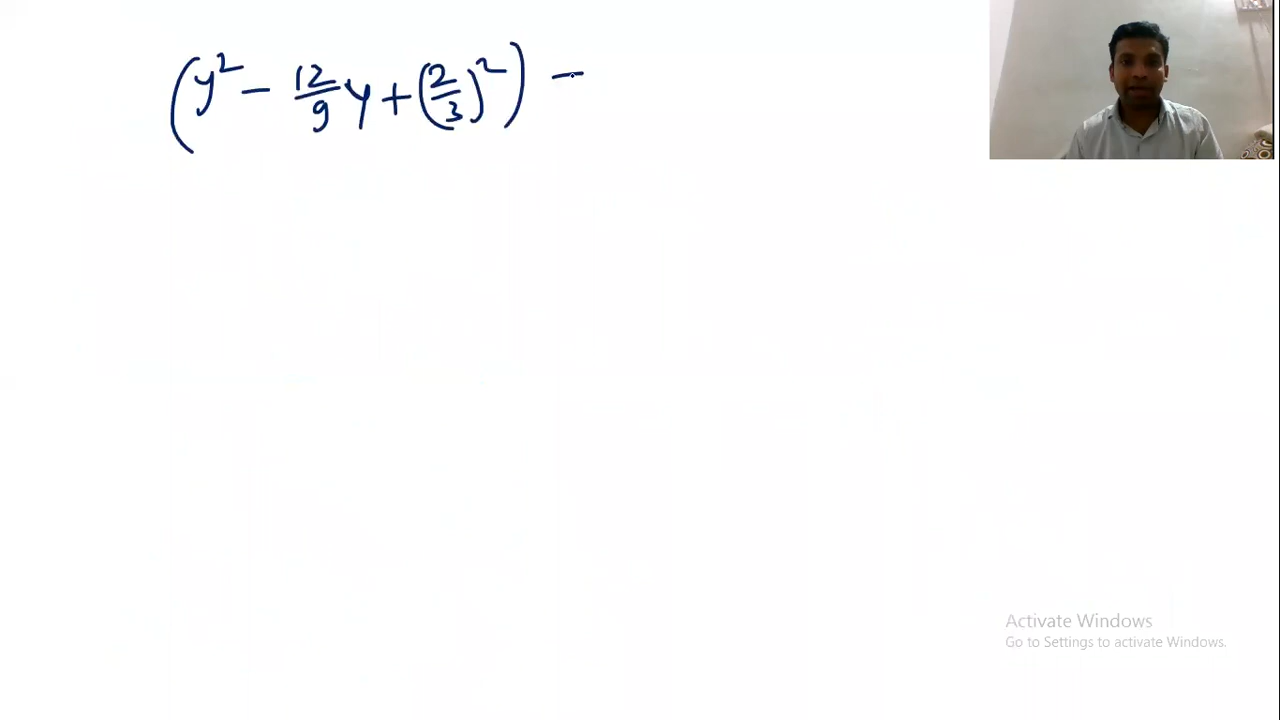 (y² - 12/9 y + (2/3)²) -
Activate Windows
Go to Settings to activate Windows.